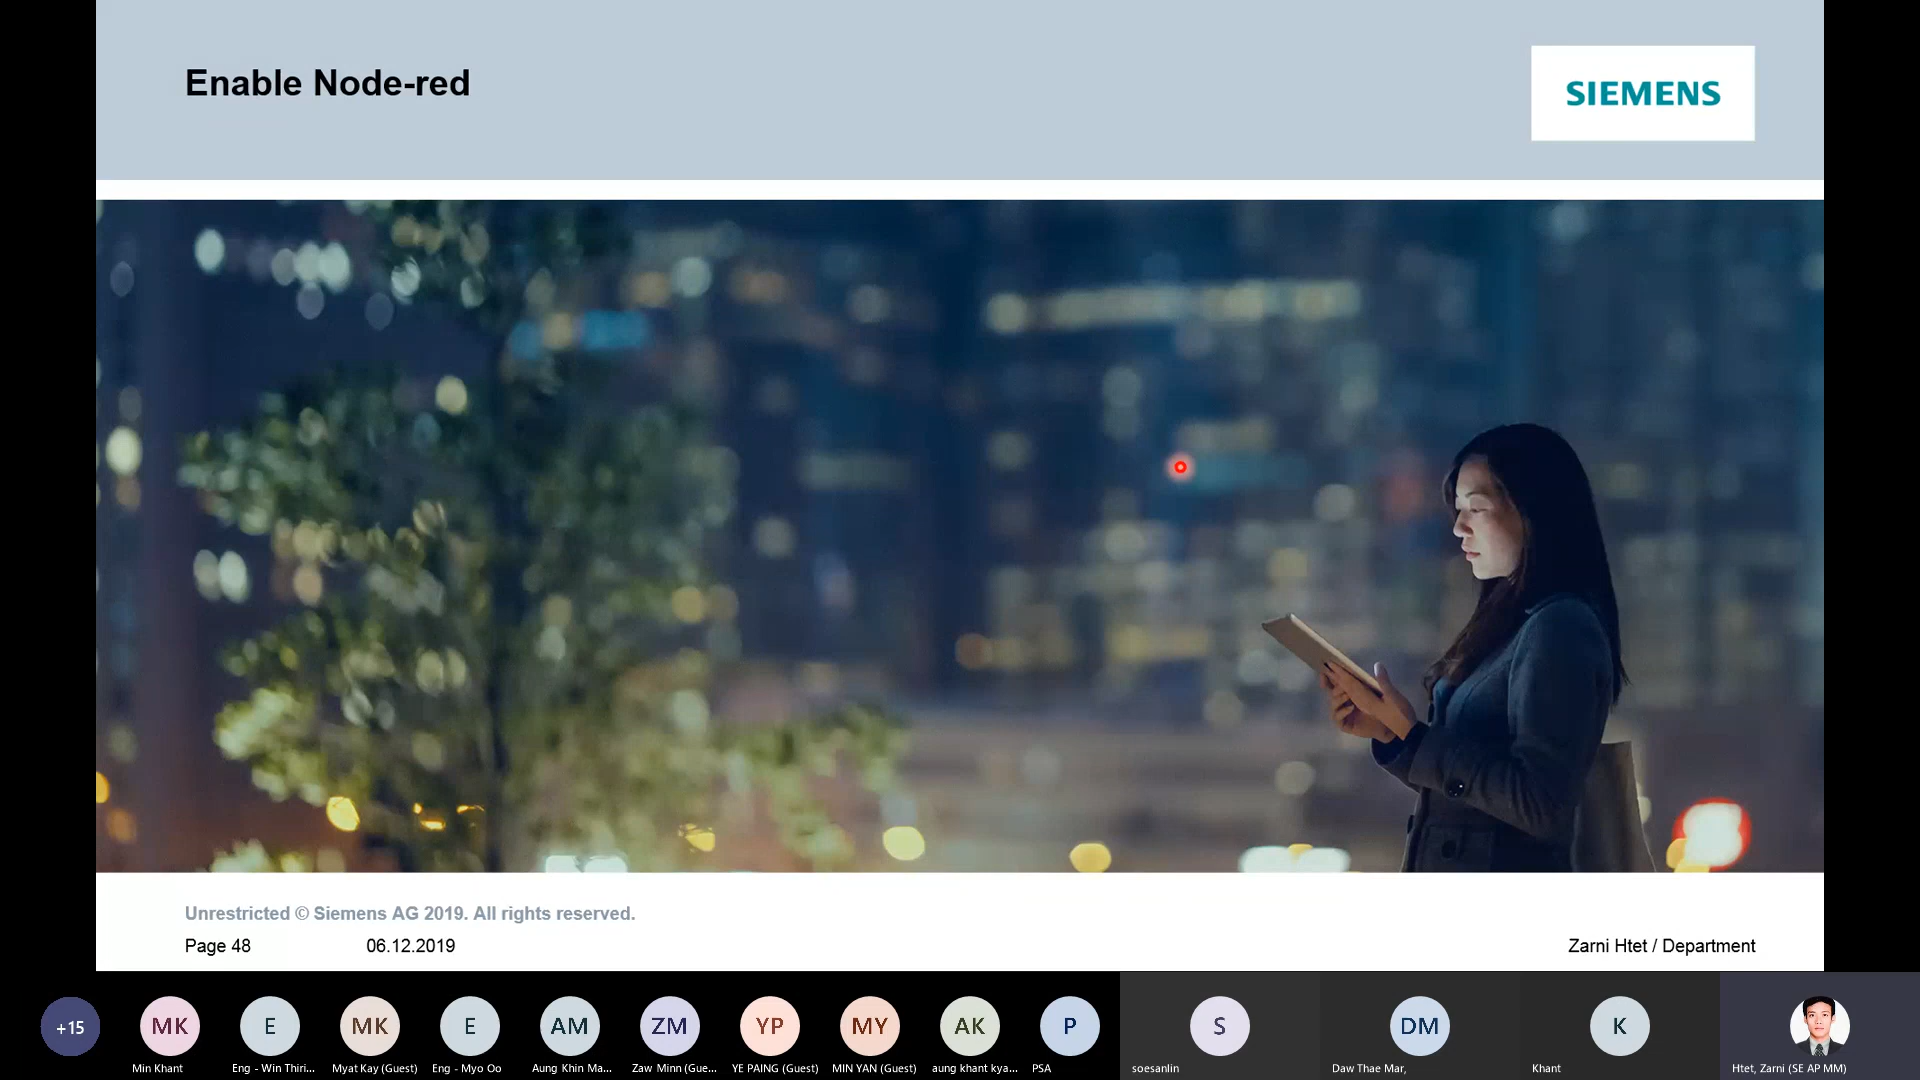 Enable Node-red
SIEMENS
Unrestricted © Siemens AG 2019. All rights reserved.
Page 48 06.12.2019 Zarni Htet / Department
+15 MK E MK E AM ZM YP MY AK P S DM K
Min Khant Eng - Win Thiri... Myat Kay (Guest) Eng - Myo Oo Aung Khin Ma... Zaw Minn (Gue... YE PAING (Guest) MIN YAN (Guest) aung khant kya... PSA soesanlin Daw Thae Mar, Khant Htet, Zarni (SE AP MM)